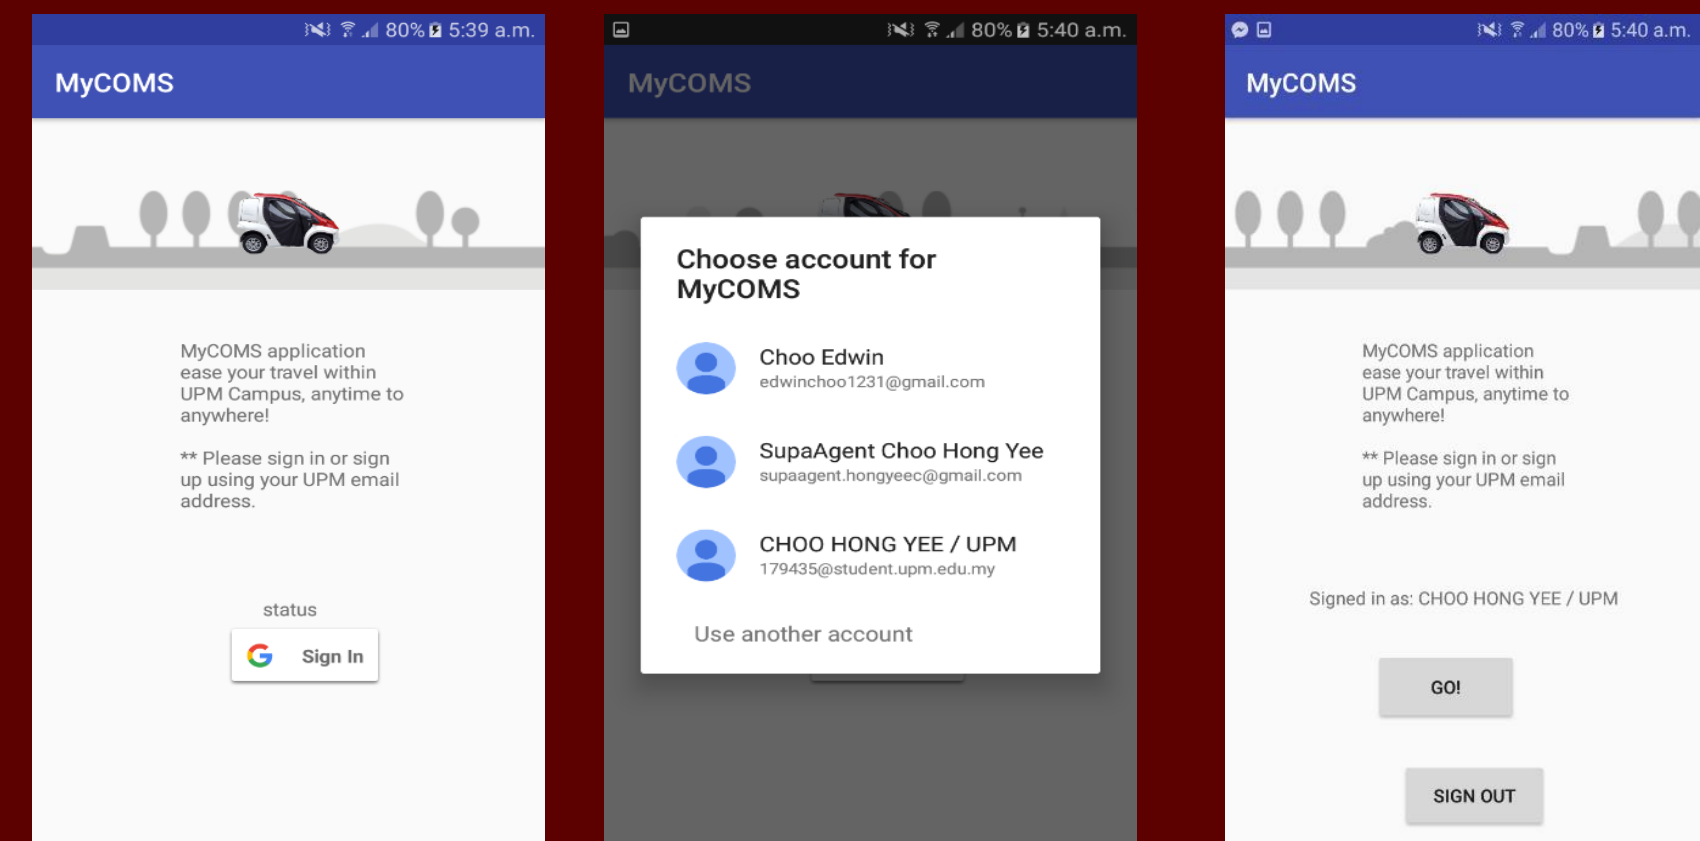 80% 5:39 a.m.
MyCOMS
MyCOMS application
ease your travel within
UPM Campus, anytime to
anywhere!
** Please sign in or sign
up using your UPM email
address.
status
G Sign In
80% 5:40 a.m.
MyCOMS
Choose account for
MyCOMS
Choo Edwin
edwinchoo1231@gmail.com
SupaAgent Choo Hong Yee
supaagent.hongyeec@gmail.com
CHOO HONG YEE / UPM
179435@student.upm.edu.my
Use another account
80% 5:40 a.m.
MyCOMS
MyCOMS application
ease your travel within
UPM Campus, anytime to
anywhere!
** Please sign in or sign
up using your UPM email
address.
Signed in as: CHOO HONG YEE / UPM
GO!
SIGN OUT